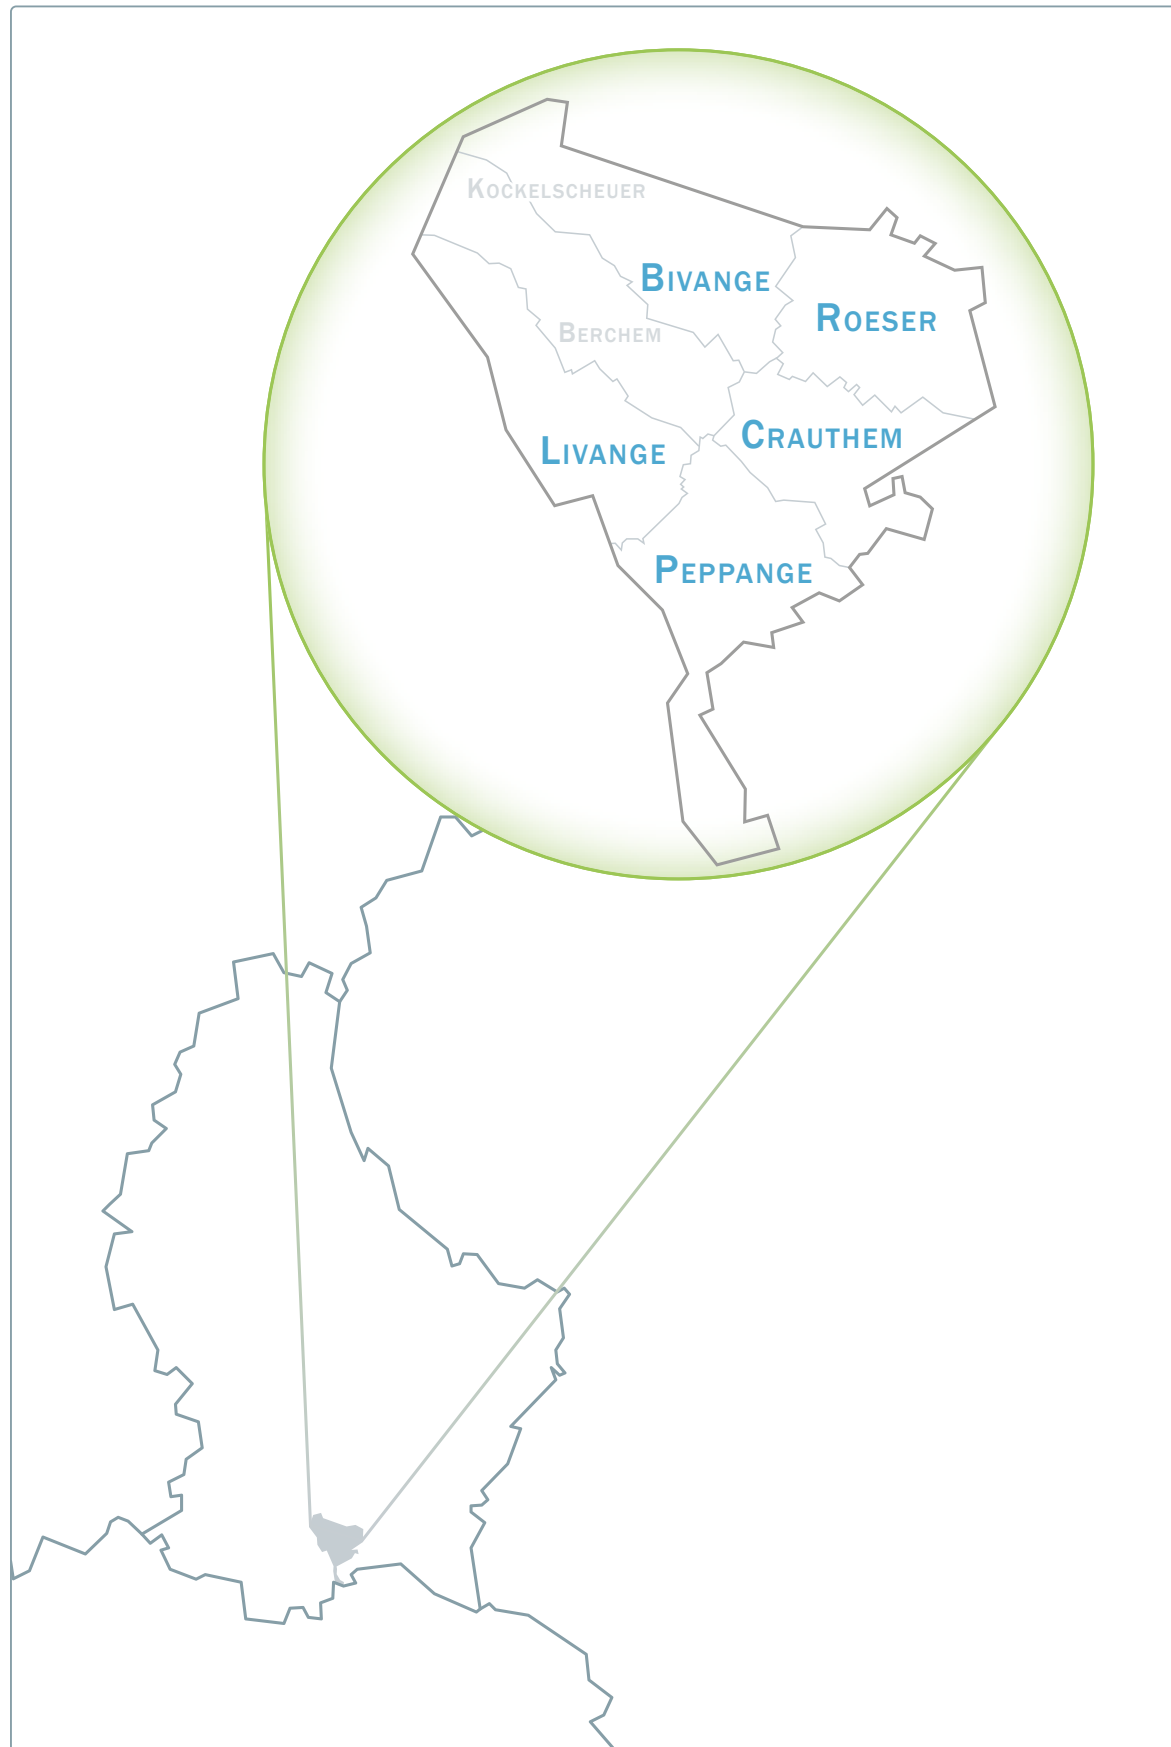 Kockelscheuer
Bivange
Roeser
Berchem
Crauthem
Livange
Peppange